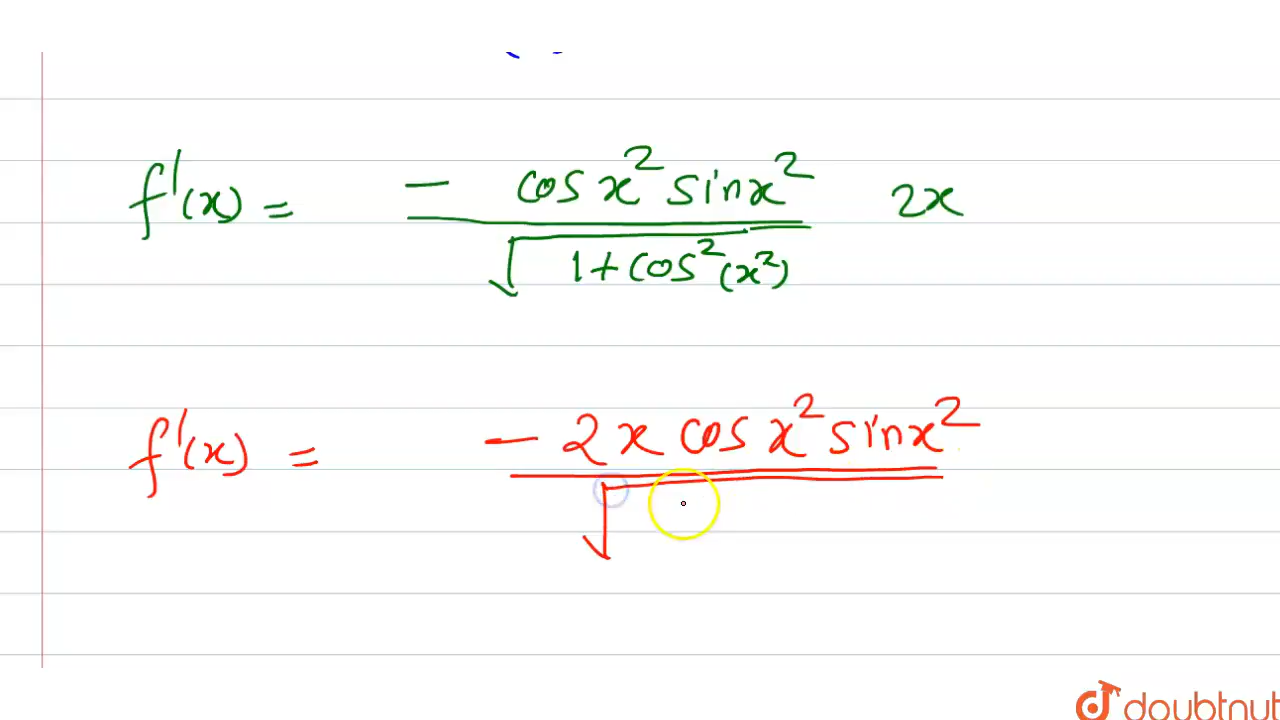 f'(x) = - cos x² sin x² 2x
√1 + cos² (x²)
f'(x) = - 2x cos x² sin x²
√
doubtnut